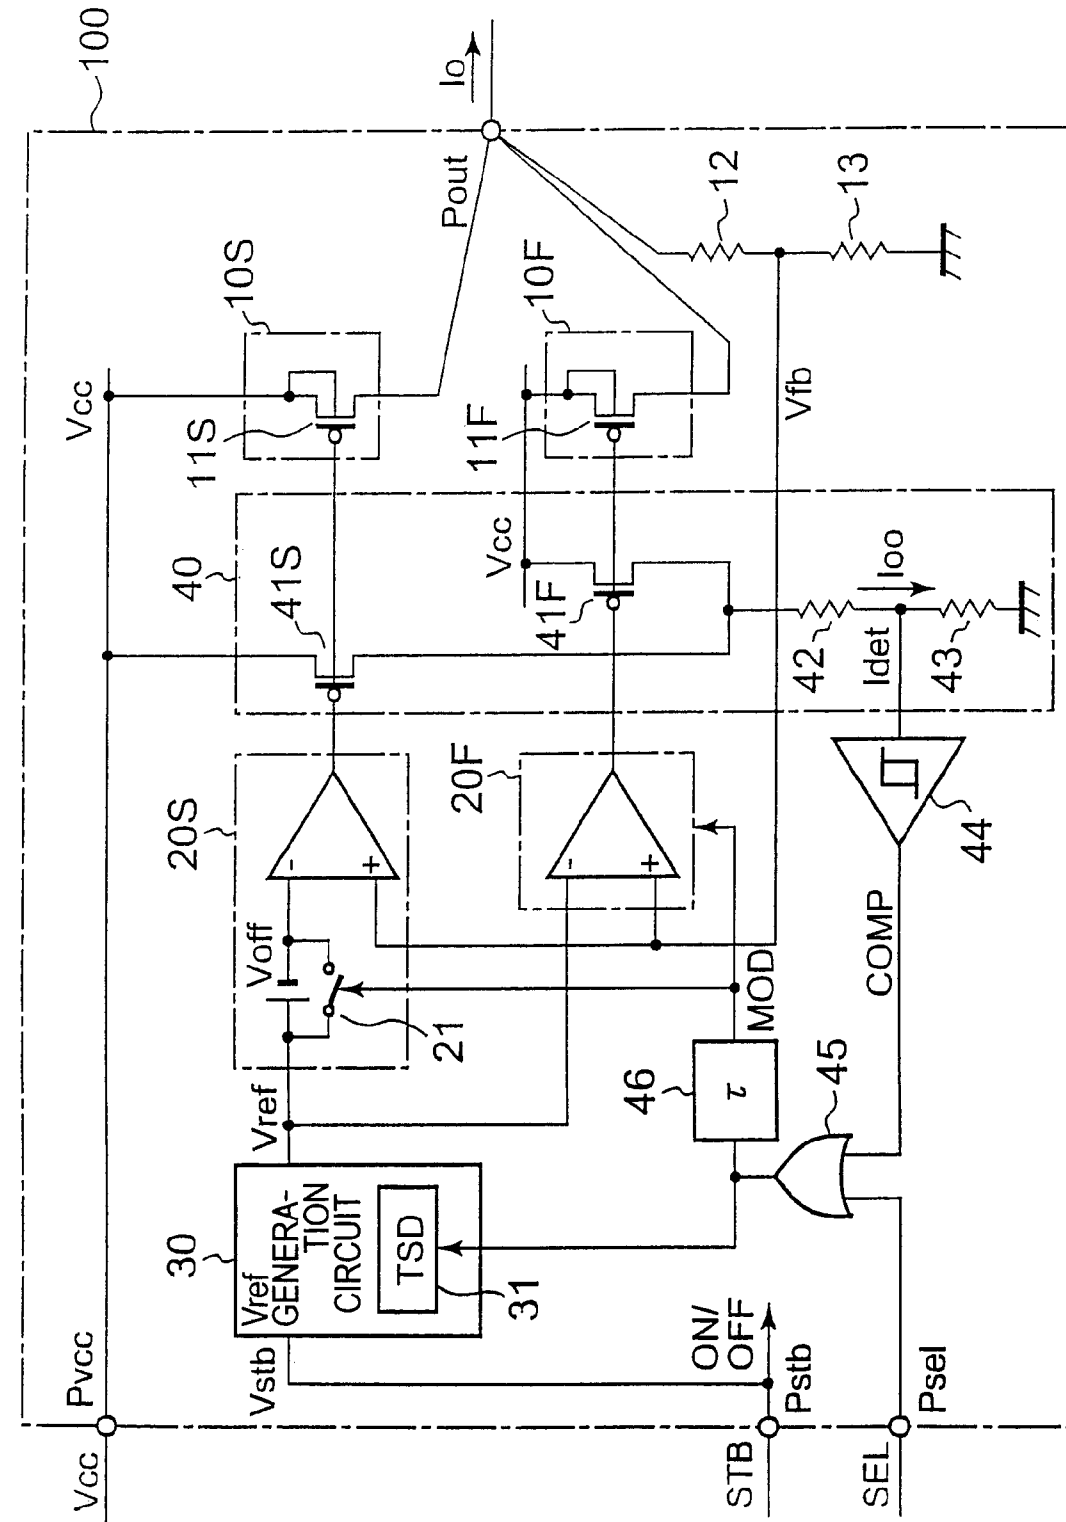 100
Io
Pout
12
13
10S
10F
Vcc
11S
11F
Vfb
40
41S
Vcc
41F
Ioo
42
Idet
43
20S
20F
-
+
-
+
44
Voff
21
MOD
COMP
46
τ
45
Vref
30
Vref
GENERA-
TION
CIRCUIT
TSD
31
Vstb
ON/
OFF
Pvcc
Pstb
Psel
Vcc
STB
SEL